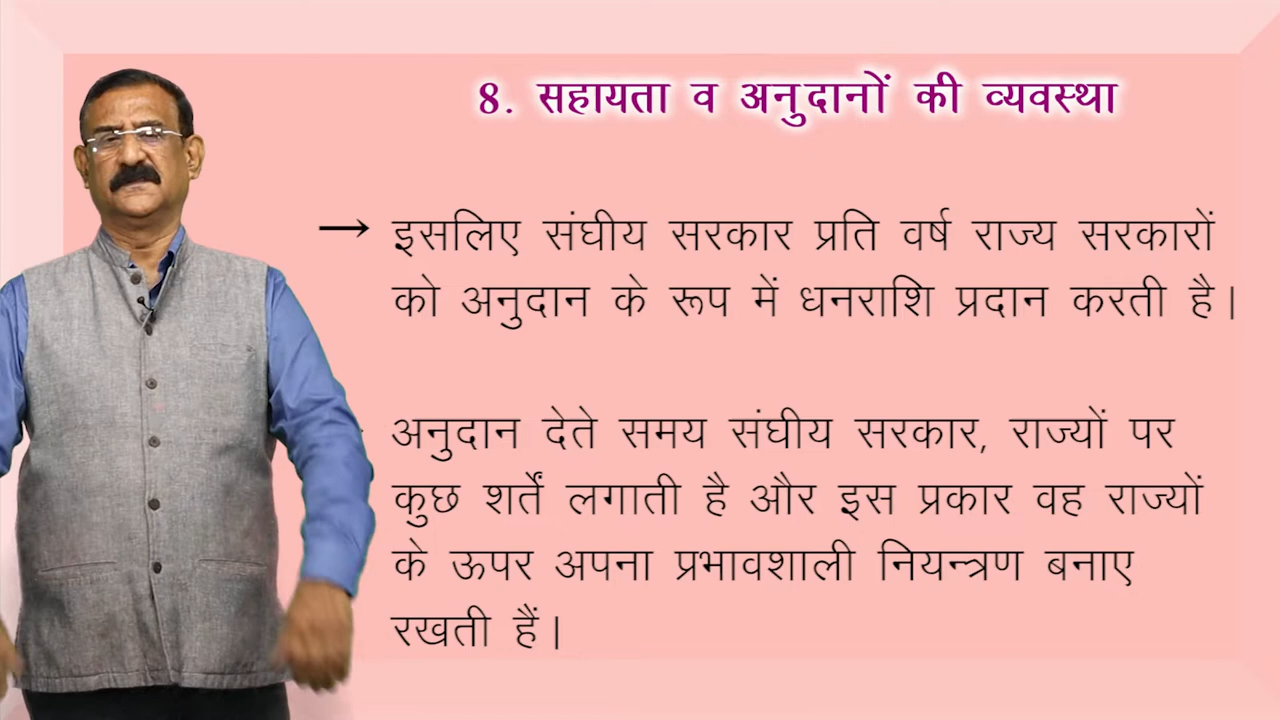 8. सहायता व अनुदानों की व्यवस्था
→ इसलिए संघीय सरकार प्रति वर्ष राज्य सरकारों
को अनुदान के रूप में धनराशि प्रदान करती है।
अनुदान देते समय संघीय सरकार, राज्यों पर
कुछ शर्तें लगाती है और इस प्रकार वह राज्यों
के ऊपर अपना प्रभावशाली नियन्त्रण बनाए
रखती हैं।